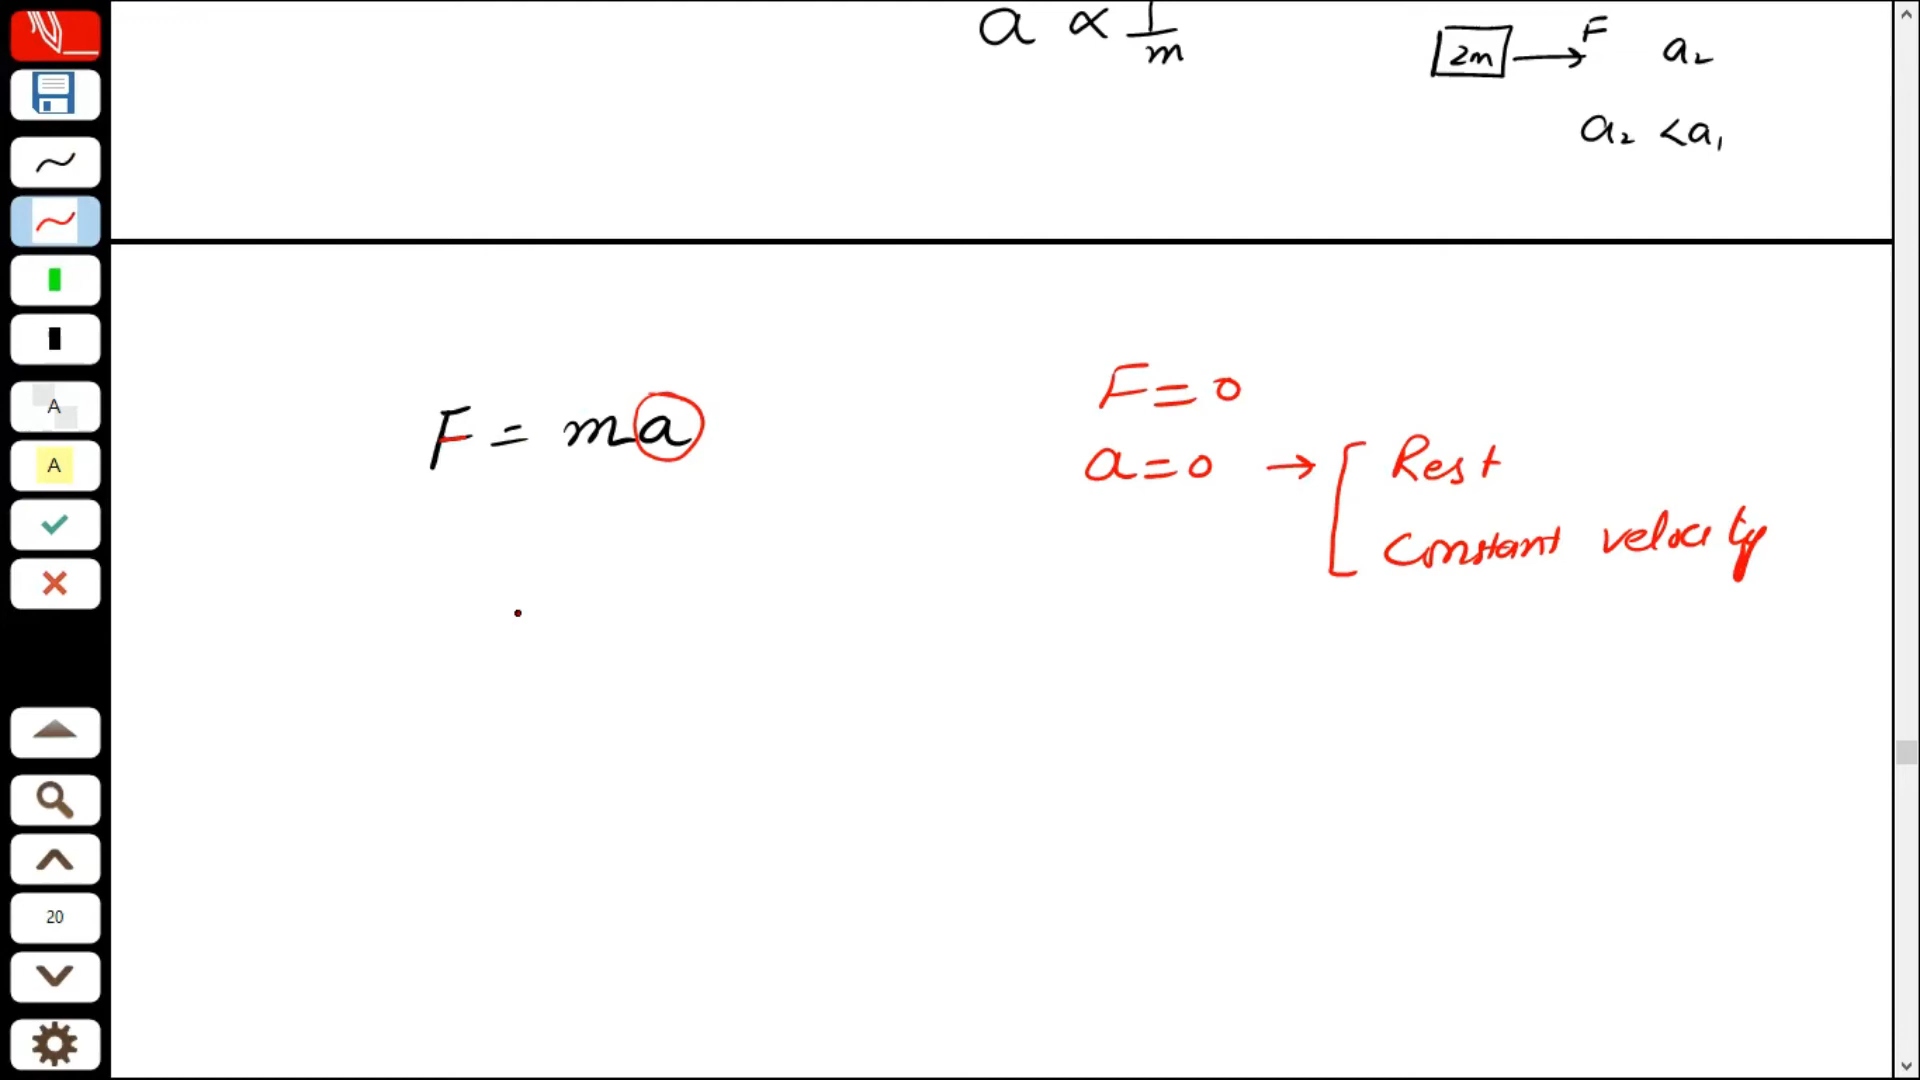 a ∝ 1/m
2m → F a₂
a₂ < a₁
A
A
F = ma
F = 0
a = 0 → [ Rest
Constant velocity
20